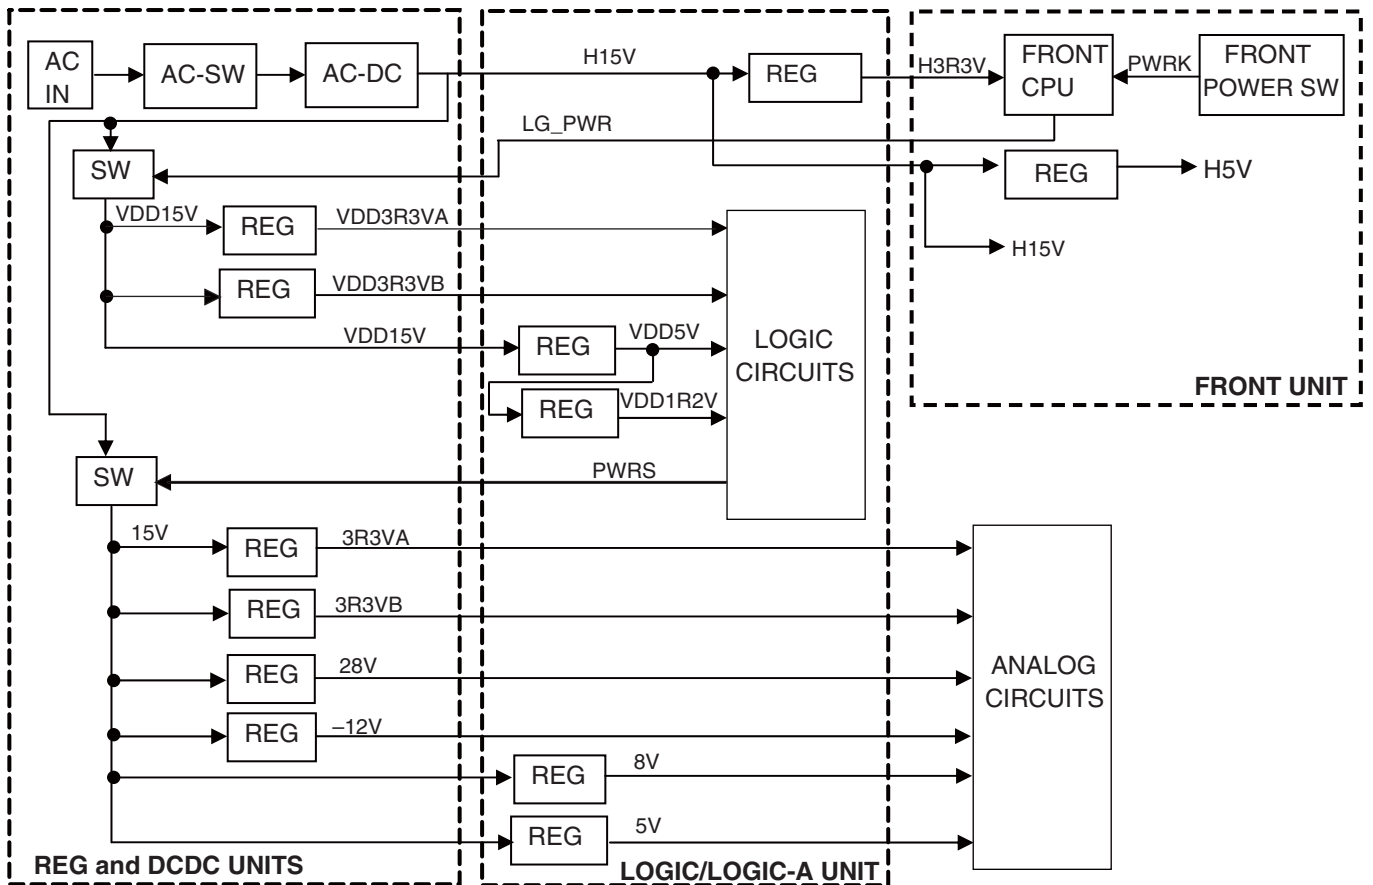 AC
IN
AC-SW
AC-DC
H15V
REG
H3R3V
FRONT
CPU
PWRK
FRONT
POWER SW
LG_PWR
SW
REG
H5V
VDD15V
REG
VDD3R3VA
H15V
REG
VDD3R3VB
VDD15V
REG
VDD5V
LOGIC
CIRCUITS
REG
VDD1R2V
FRONT UNIT
SW
PWRS
15V
REG
3R3VA
REG
3R3VB
REG
28V
ANALOG
CIRCUITS
REG
–12V
REG
8V
REG
5V
REG and DCDC UNITS
LOGIC/LOGIC-A UNIT